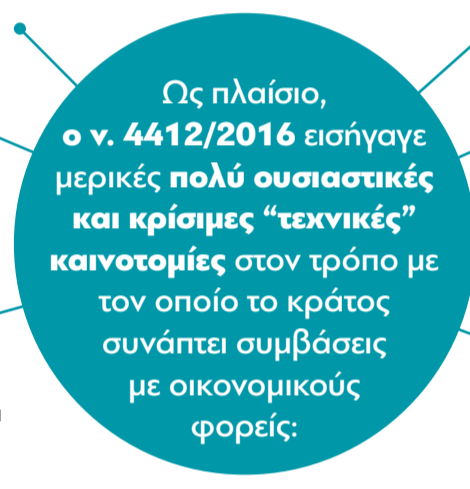 Ως πλαίσιο,
ο ν. 4412/2016 εισήγαγε
μερικές πολύ ουσιαστικές
και κρίσιμες “τεχνικές”
καινοτομίες στον τρόπο με
τον οποίο το κράτος
συνάπτει συμβάσεις
με οικονομικούς
φορείς: